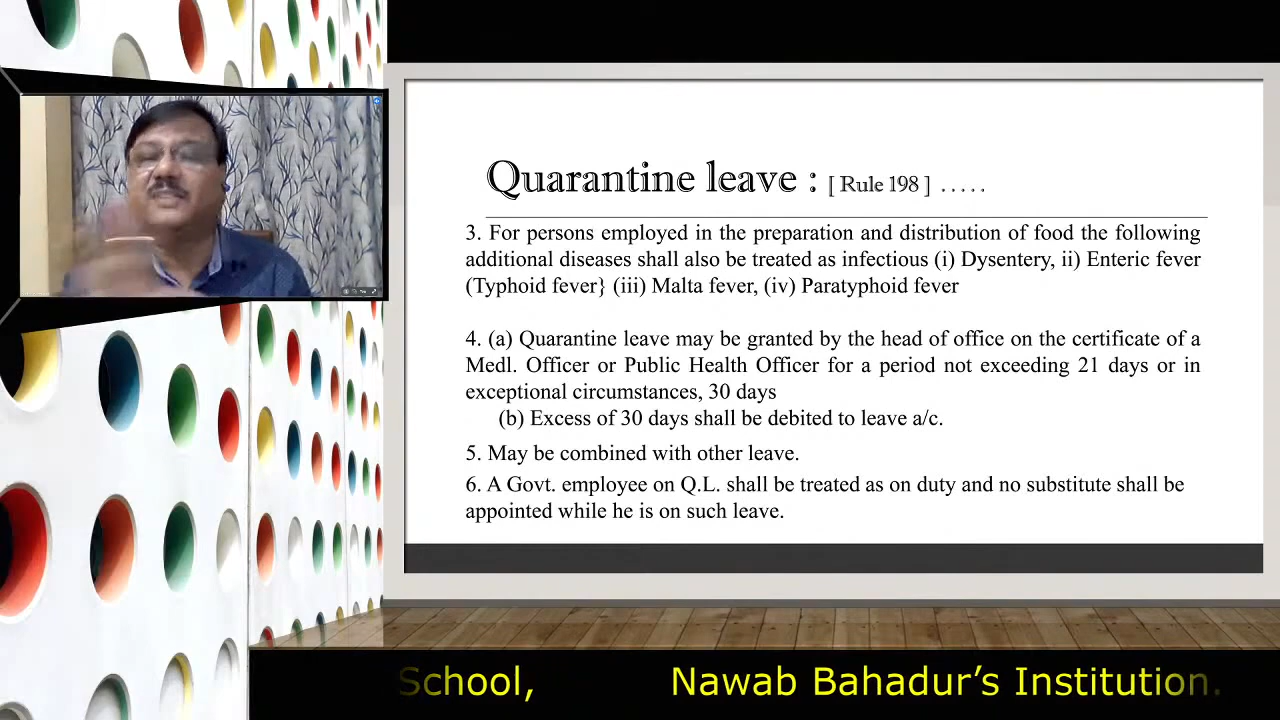 Quarantine leave : [ Rule 198 ] .....
3. For persons employed in the preparation and distribution of food the following
additional diseases shall also be treated as infectious (i) Dysentery, ii) Enteric fever
(Typhoid fever} (iii) Malta fever, (iv) Paratyphoid fever
4. (a) Quarantine leave may be granted by the head of office on the certificate of a
Medl. Officer or Public Health Officer for a period not exceeding 21 days or in
exceptional circumstances, 30 days
(b) Excess of 30 days shall be debited to leave a/c.
5. May be combined with other leave.
6. A Govt. employee on Q.L. shall be treated as on duty and no substitute shall be
appointed while he is on such leave.
School, Nawab Bahadur's Institution.